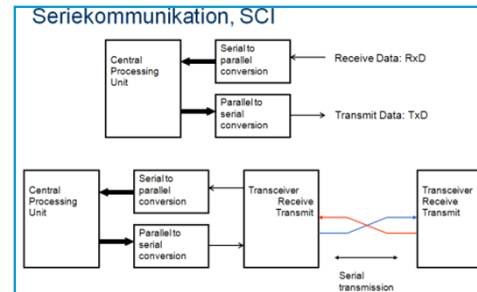 Seriekommunikation, SCI
Central
Processing
Unit
Serial to
parallel
conversion
Receive Data: RxD
Parallel to
serial
conversion
Transmit Data: TxD
Central
Processing
Unit
Serial to
parallel
conversion
Parallel to
serial
conversion
Transceiver
Receive
Transmit
Transceiver
Receive
Transmit
Serial
transmission